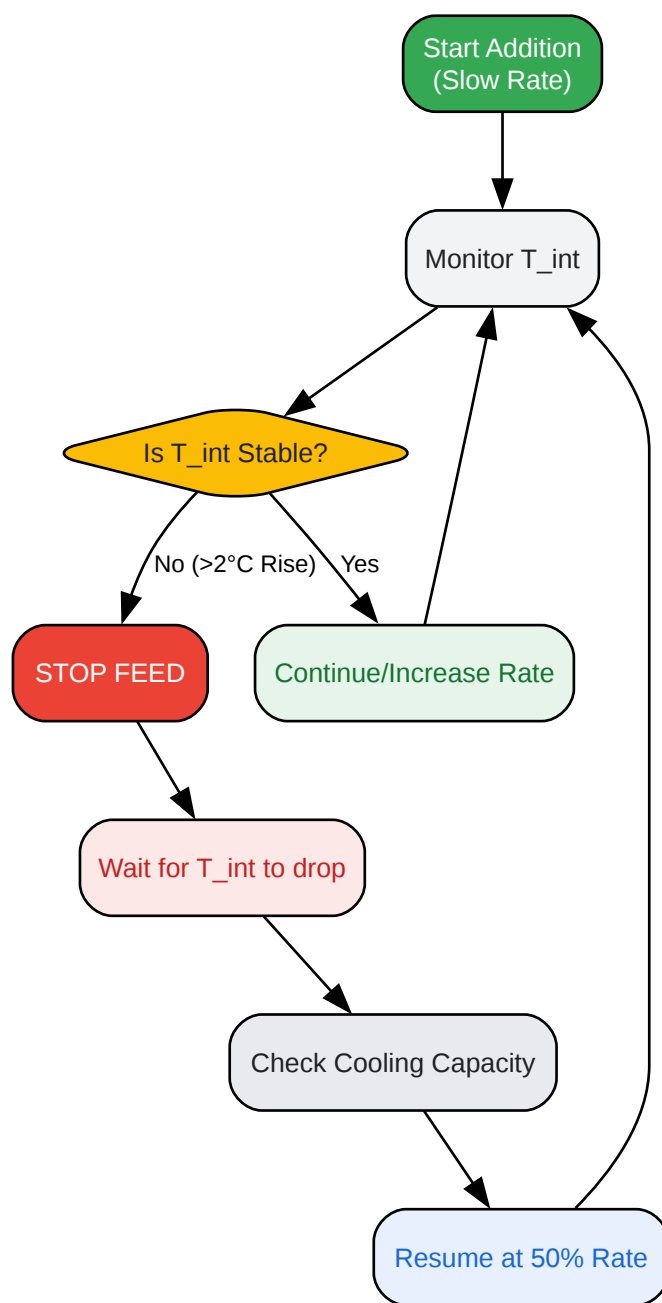 Start Addition
(Slow Rate)
Monitor T_int
Is T_int Stable?
No (>2°C Rise)
Yes
STOP FEED
Continue/Increase Rate
Wait for T_int to drop
Check Cooling Capacity
Resume at 50% Rate